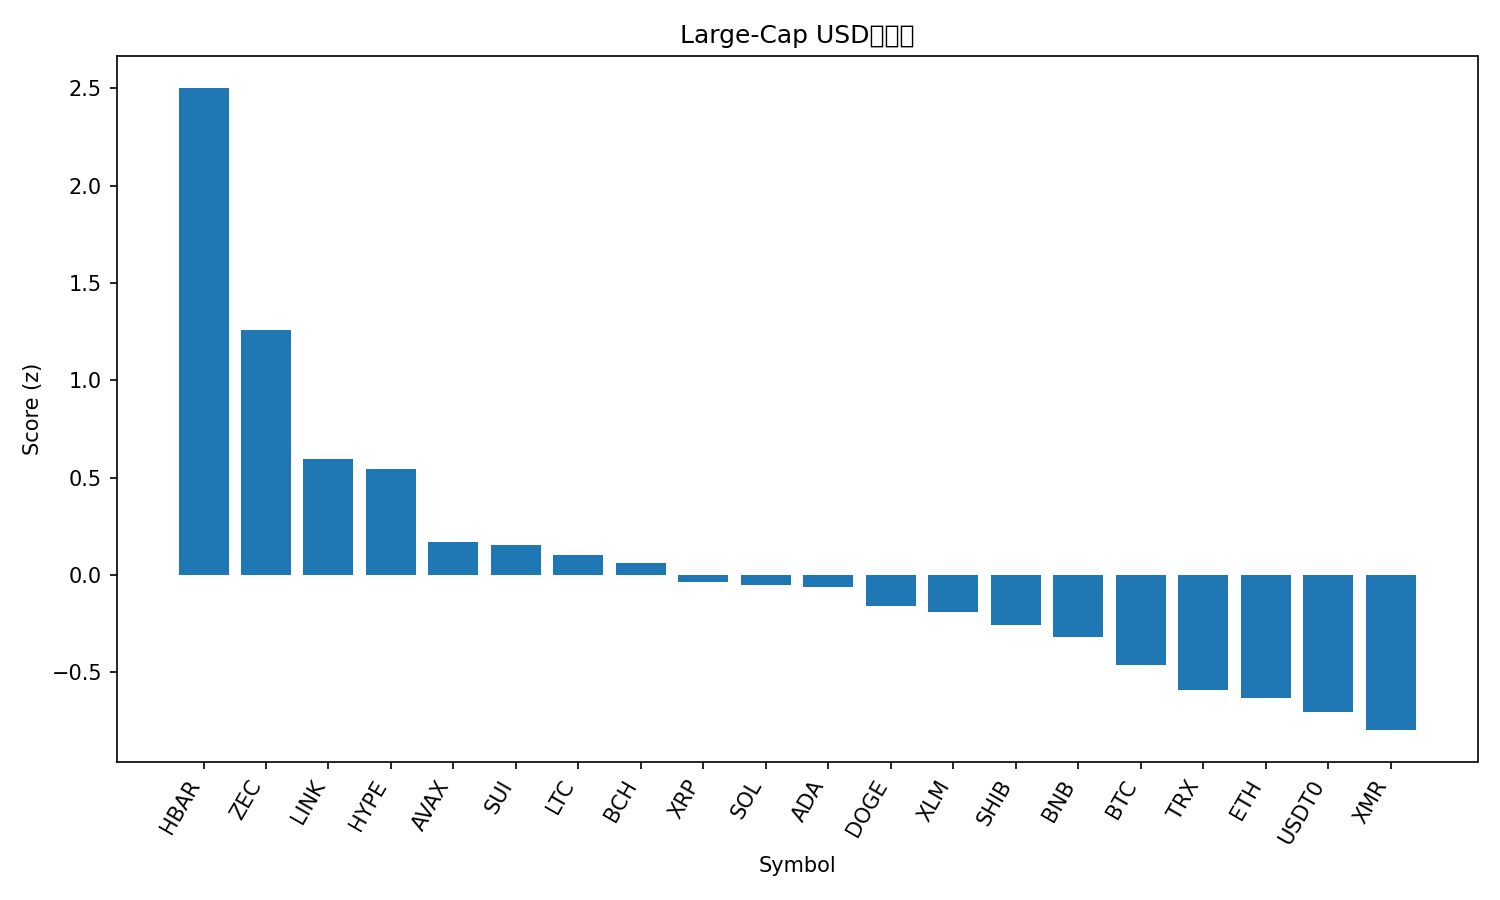 Large-Cap USD
2.5
2.0
1.5
1.0
0.5
0.0
−0.5
Score (z)
HBAR
ZEC
LINK
HYPE
AVAX
SUI
LTC
BCH
XRP
SOL
ADA
DOGE
XLM
SHIB
BNB
BTC
TRX
ETH
USDT0
XMR
Symbol